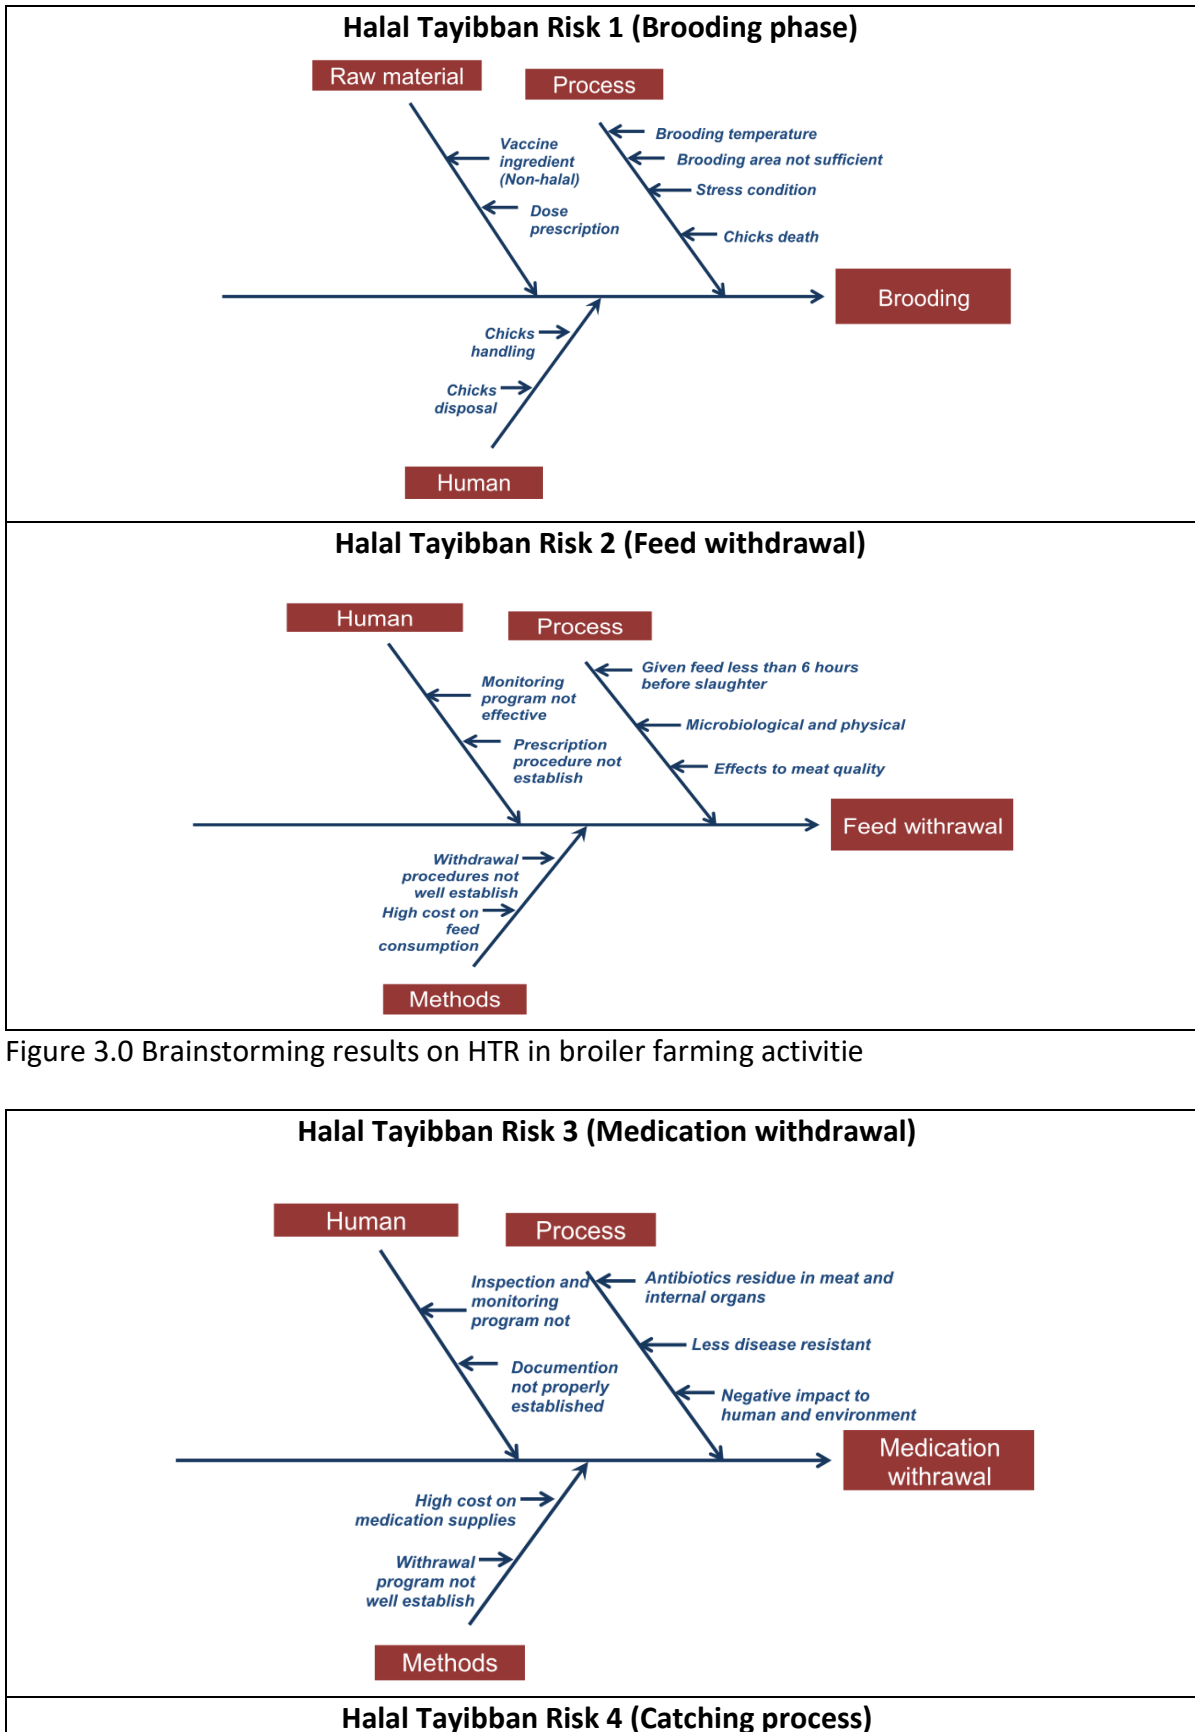 Halal Tayibban Risk 1 (Brooding phase)
Raw material
Process
Vaccine
ingredient
(Non-halal)
Dose
prescription
Brooding temperature
Brooding area not sufficient
Stress condition
Chicks death
Brooding
Chicks
handling
Chicks
disposal
Human
Halal Tayibban Risk 2 (Feed withdrawal)
Human
Process
Monitoring
program not
effective
Prescription
procedure not
establish
Given feed less than 6 hours
before slaughter
Microbiological and physical
Effects to meat quality
Feed withrawal
Withdrawal
procedures not
well establish
High cost on
feed
consumption
Methods
Figure 3.0 Brainstorming results on HTR in broiler farming activitie
Halal Tayibban Risk 3 (Medication withdrawal)
Human
Process
Inspection and
monitoring
program not
Documention
not properly
established
Antibiotics residue in meat and
internal organs
Less disease resistant
Negative impact to
human and environment
Medication
withrawal
High cost on
medication supplies
Withrawal
program not
well establish
Methods
Halal Tayibban Risk 4 (Catching process)